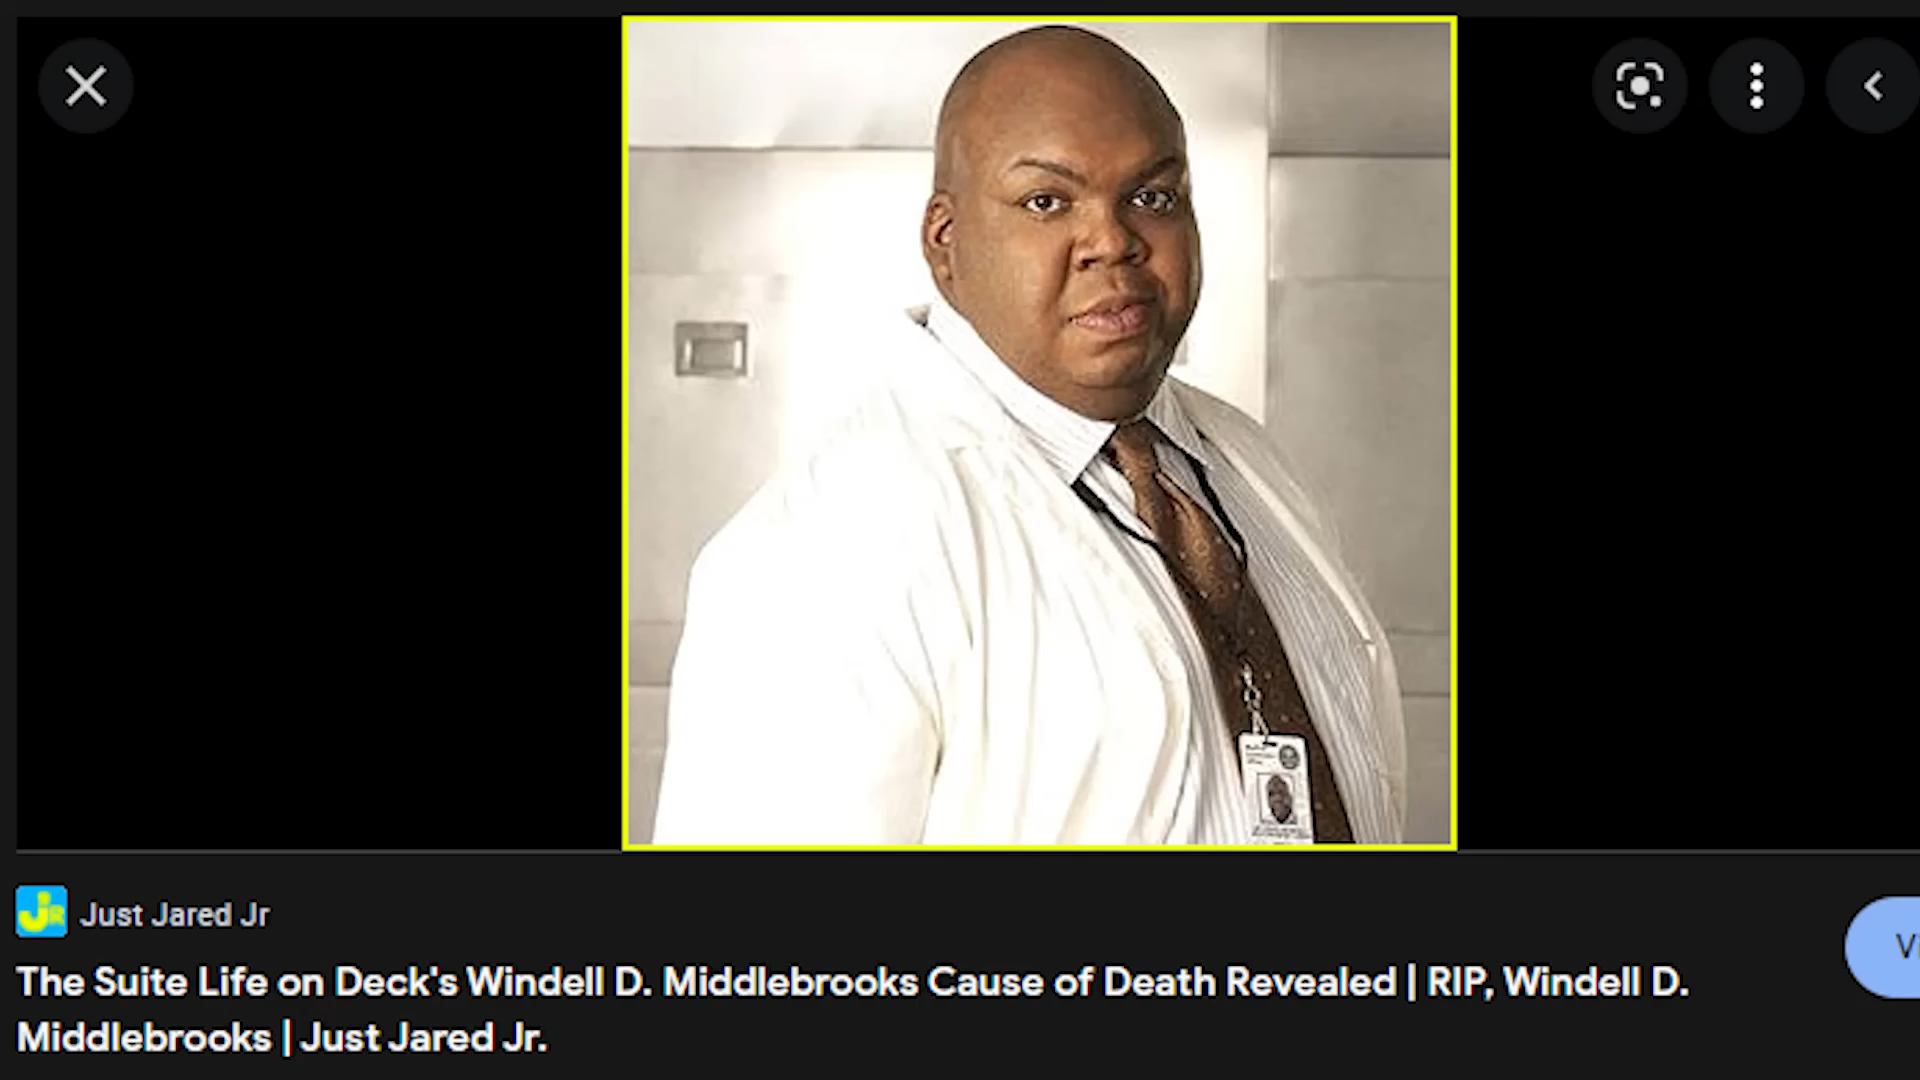 Just Jared Jr
Vi
The Suite Life on Deck's Windell D. Middlebrooks Cause of Death Revealed | RIP, Windell D.
Middlebrooks | Just Jared Jr.